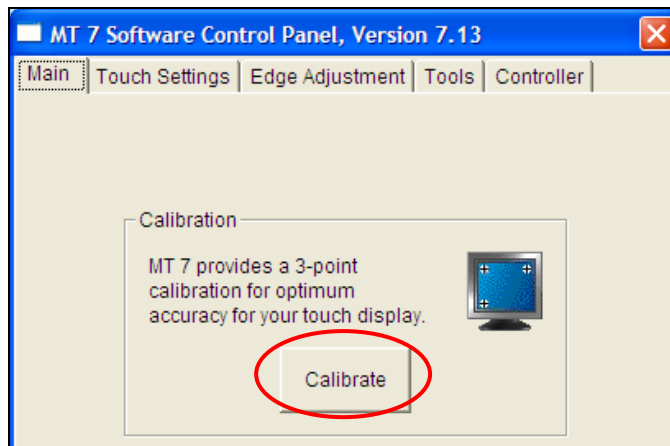 MT 7 Software Control Panel, Version 7.13
Main Touch Settings Edge Adjustment Tools Controller
Calibration
MT 7 provides a 3-point
calibration for optimum
accuracy for your touch display.
Calibrate